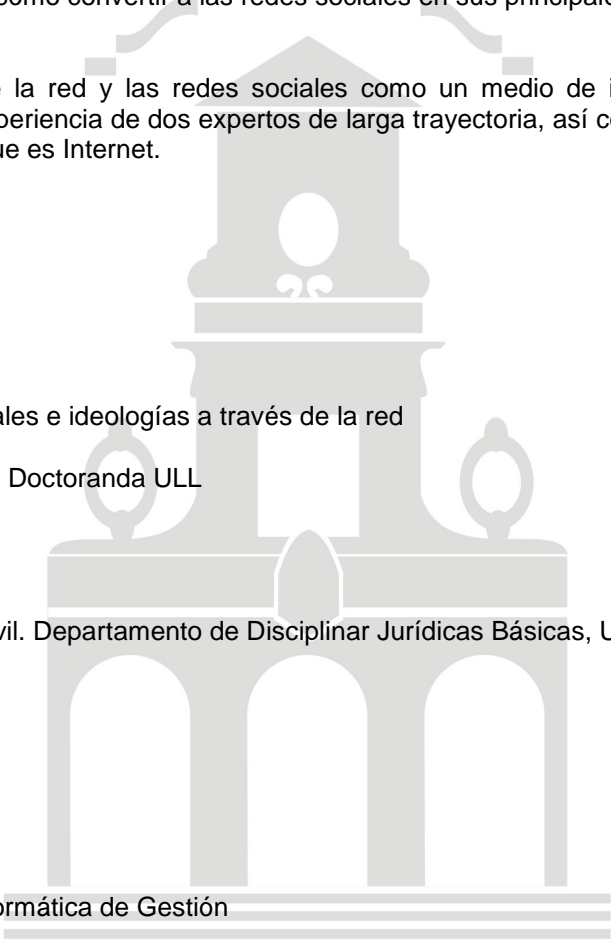 cómo convertir a las redes sociales en sus principale
la red y las redes sociales como un medio de i
periencia de dos expertos de larga trayectoria, así c
ue es Internet.
ales e ideologías a través de la red
Doctoranda ULL
vil. Departamento de Disciplinar Jurídicas Básicas, U
ormática de Gestión